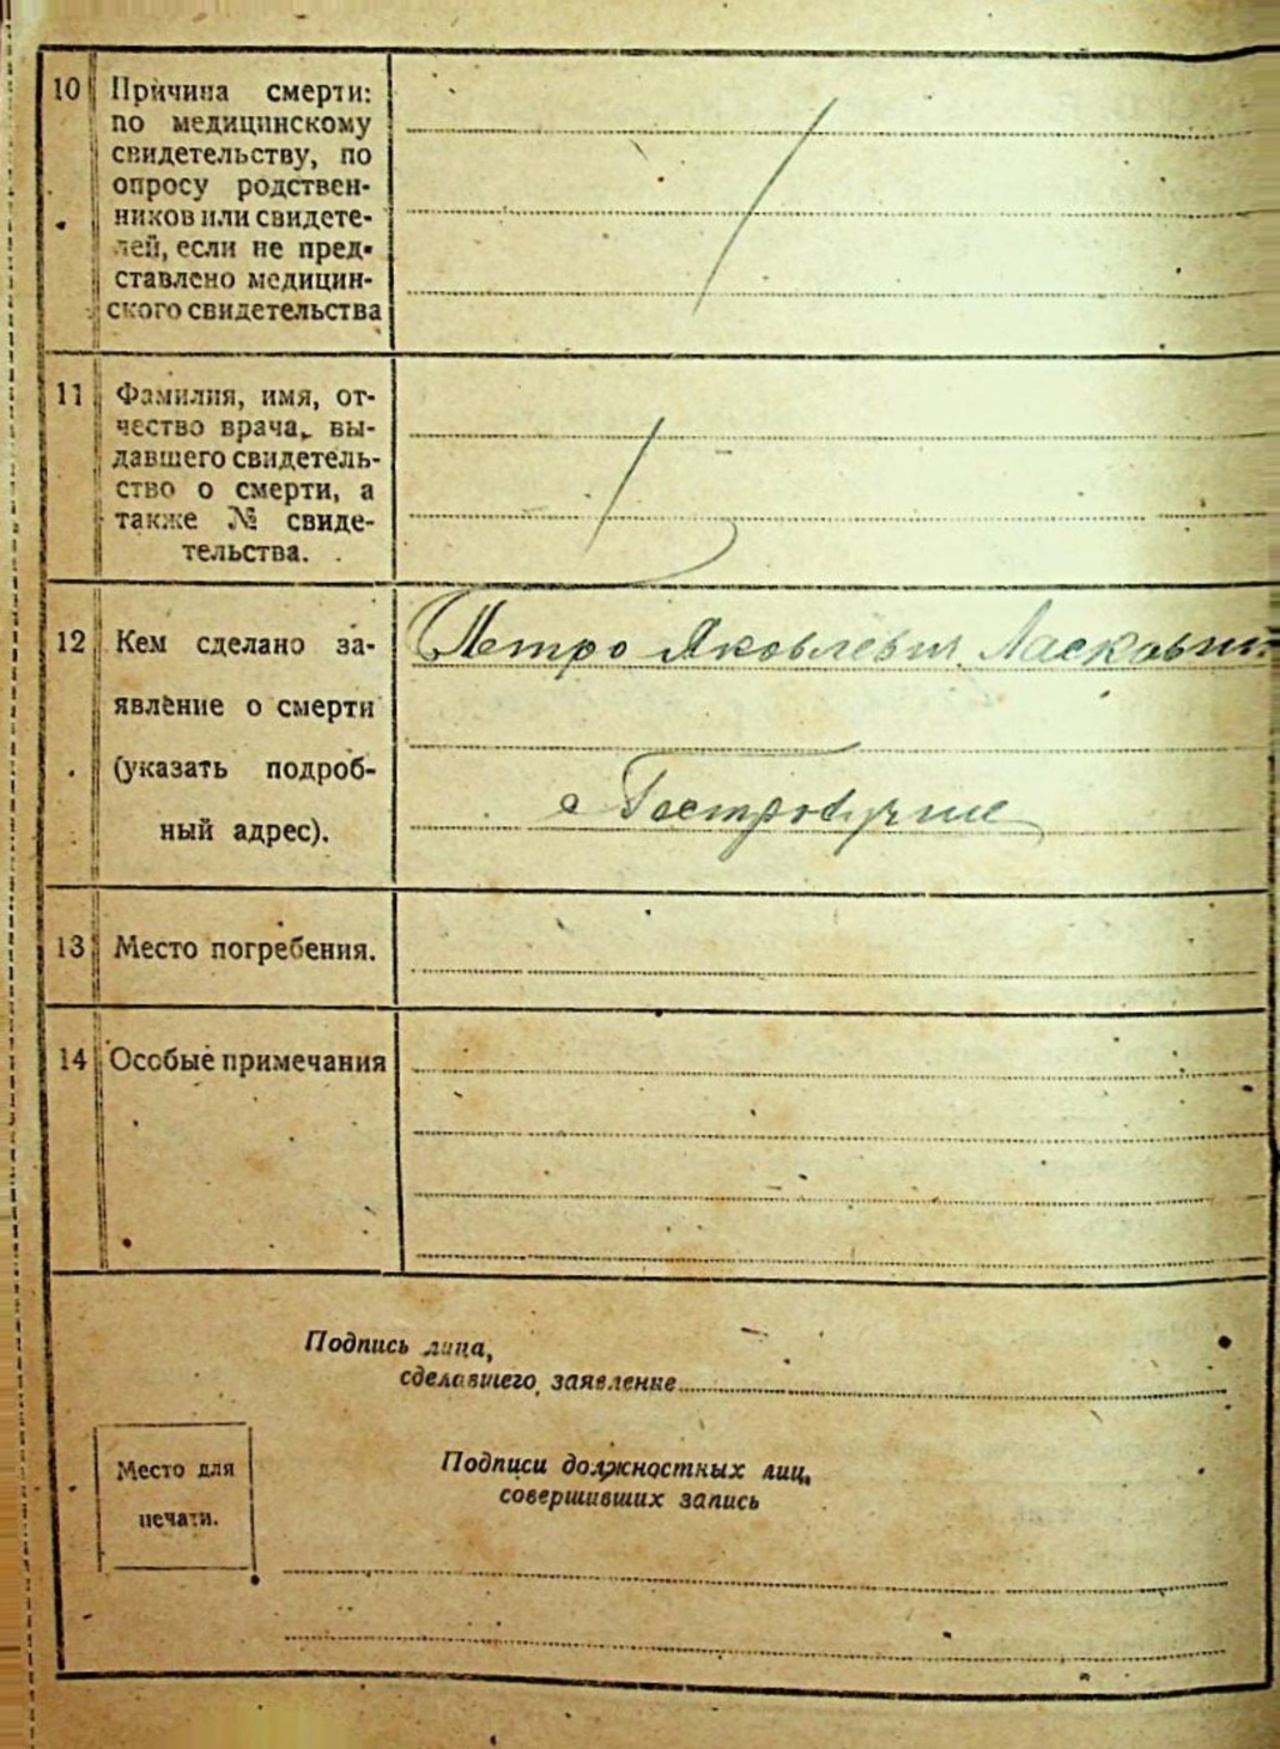 10 Причина смерти:
по медицинскому
свидетельству, по
опросу родствен-
ников или свидете-
лей, если не пред-
ставлено медицин-
ского свидетельства
11 Фамилия, имя, от-
чество врача, вы-
давшего свидетель-
ство о смерти, а
также № свиде-
тельства.
12 Кем сделано за-
явление о смерти
(указать подроб-
ный адрес).
Петро Яковлевич
13 Место погребения.
14 Особые примечания
Подпись лица,
сделавшего заявление
Место для
печати.
Подписи должностных лиц,
совершивших запись